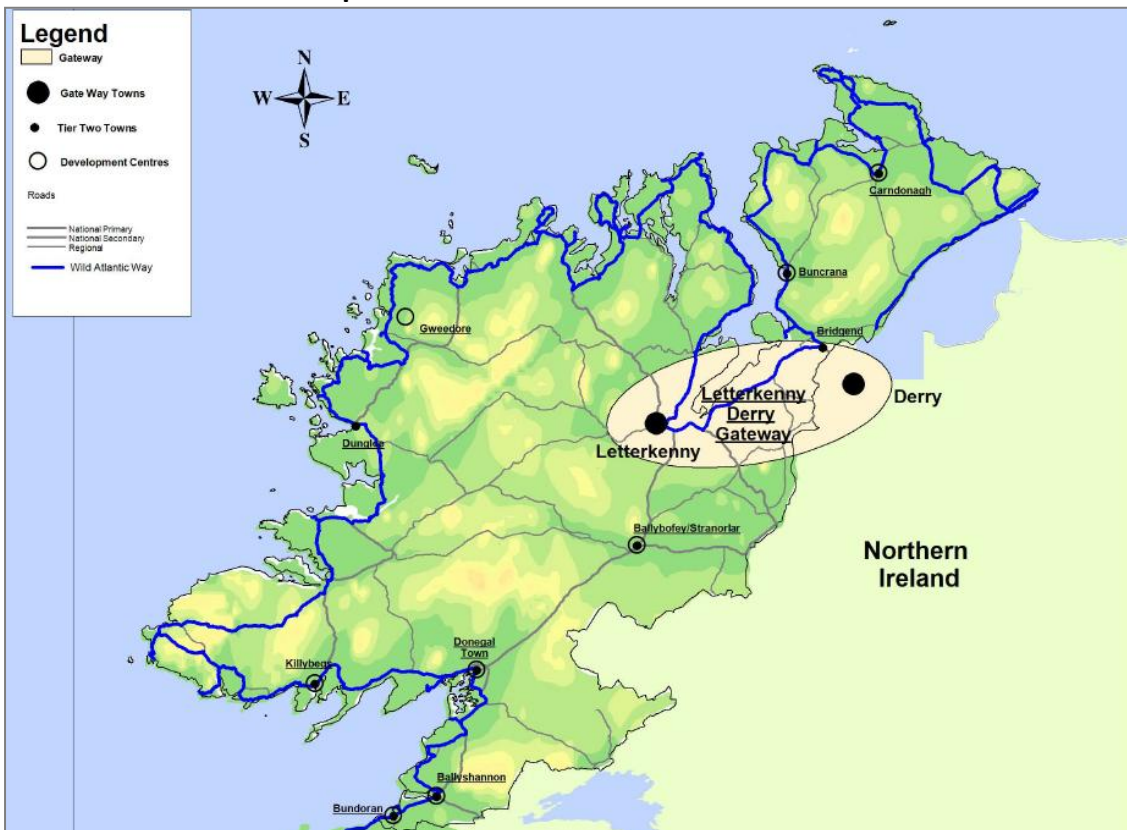 Legend
Gateway
Gate Way Towns
Tier Two Towns
Development Centres
Roads
National Primary
National Secondary
Regional
Wild Atlantic Way
N
W
E
S
Carndonagh
Buncrana
Gweedore
Bridgend
Letterkenny
Derry
Gateway
Derry
Dungloe
Letterkenny
Ballybofey/Stranorlar
Northern
Ireland
Donegal
Town
Killybegs
Ballyshannon
Bundoran